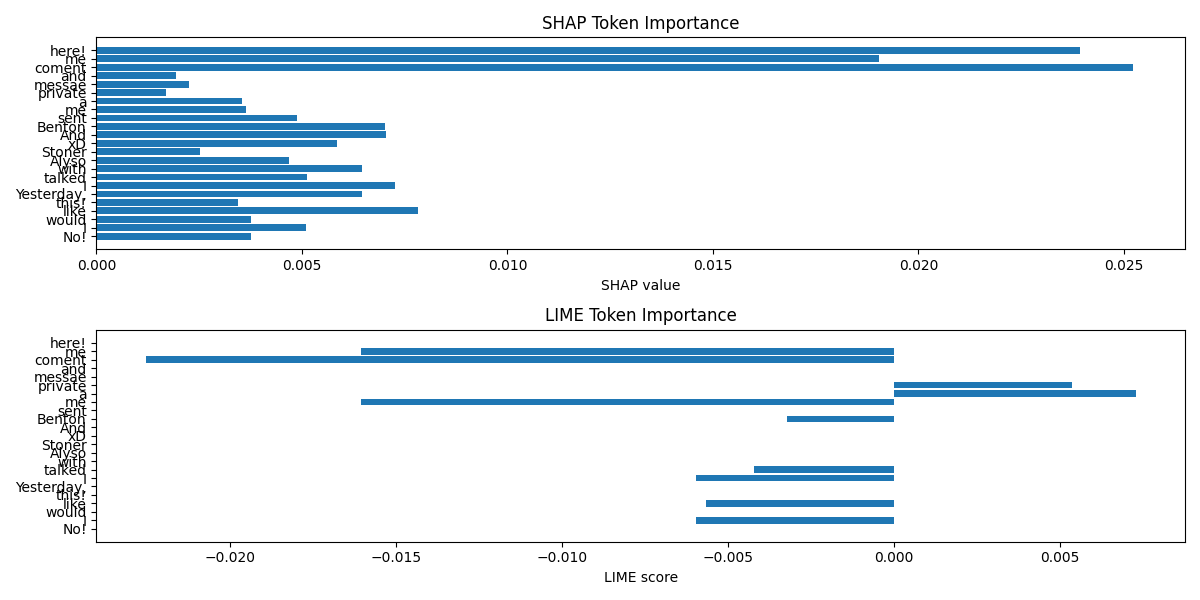 SHAP Token Importance
here!
me
coment
and
messae
private
a
me
sent
Benton
And
xD
Stoner
Alyso
with
talked
I
Yesterday,
this!
like
would
I
No!
0.000 0.005 0.010 0.015 0.020 0.025
SHAP value
LIME Token Importance
here!
me
coment
and
messae
private
a
me
sent
Benton
And
xD
Stoner
Alyso
with
talked
I
Yesterday,
this!
like
would
I
No!
−0.020 −0.015 −0.010 −0.005 0.000 0.005
LIME score